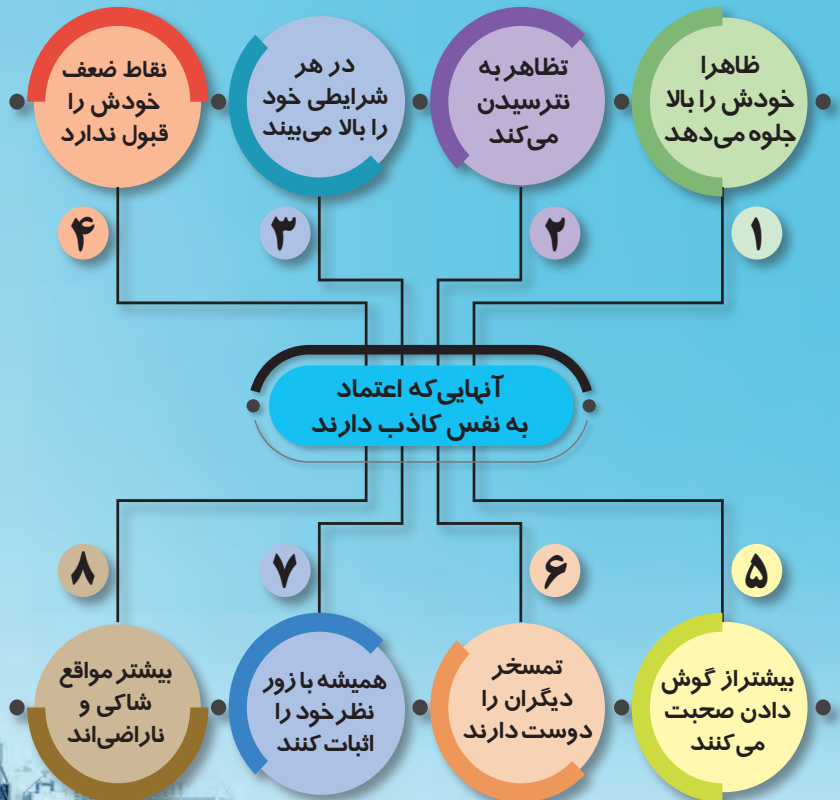 ظاهرا
خودش را بالا
جلوه می‌دهد
۱
تظاهر به
نترسیدن
می‌کند
۲
در هر
شرایطی خود
را بالا می‌بیند
۳
نقاط ضعف
خودش را
قبول ندارد
۴
آنهایی‌که اعتماد
به نفس کاذب دارند
۵
بیشتراز گوش
دادن صحبت
می‌کنند
۶
تمسخر
دیگران را
دوست دارند
۷
همیشه با زور
نظر خود را
اثبات کنند
۸
بیشتر مواقع
شاکی و
ناراضی‌اند